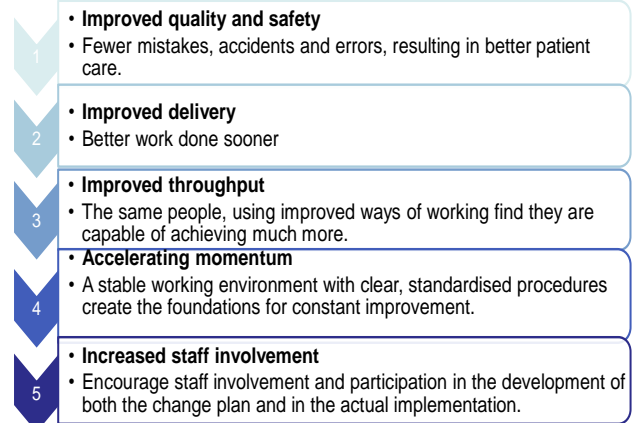 1
• Improved quality and safety
• Fewer mistakes, accidents and errors, resulting in better patient
care.
2
• Improved delivery
• Better work done sooner
3
• Improved throughput
• The same people, using improved ways of working find they are
capable of achieving much more.
4
• Accelerating momentum
• A stable working environment with clear, standardised procedures
create the foundations for constant improvement.
5
• Increased staff involvement
• Encourage staff involvement and participation in the development of
both the change plan and in the actual implementation.